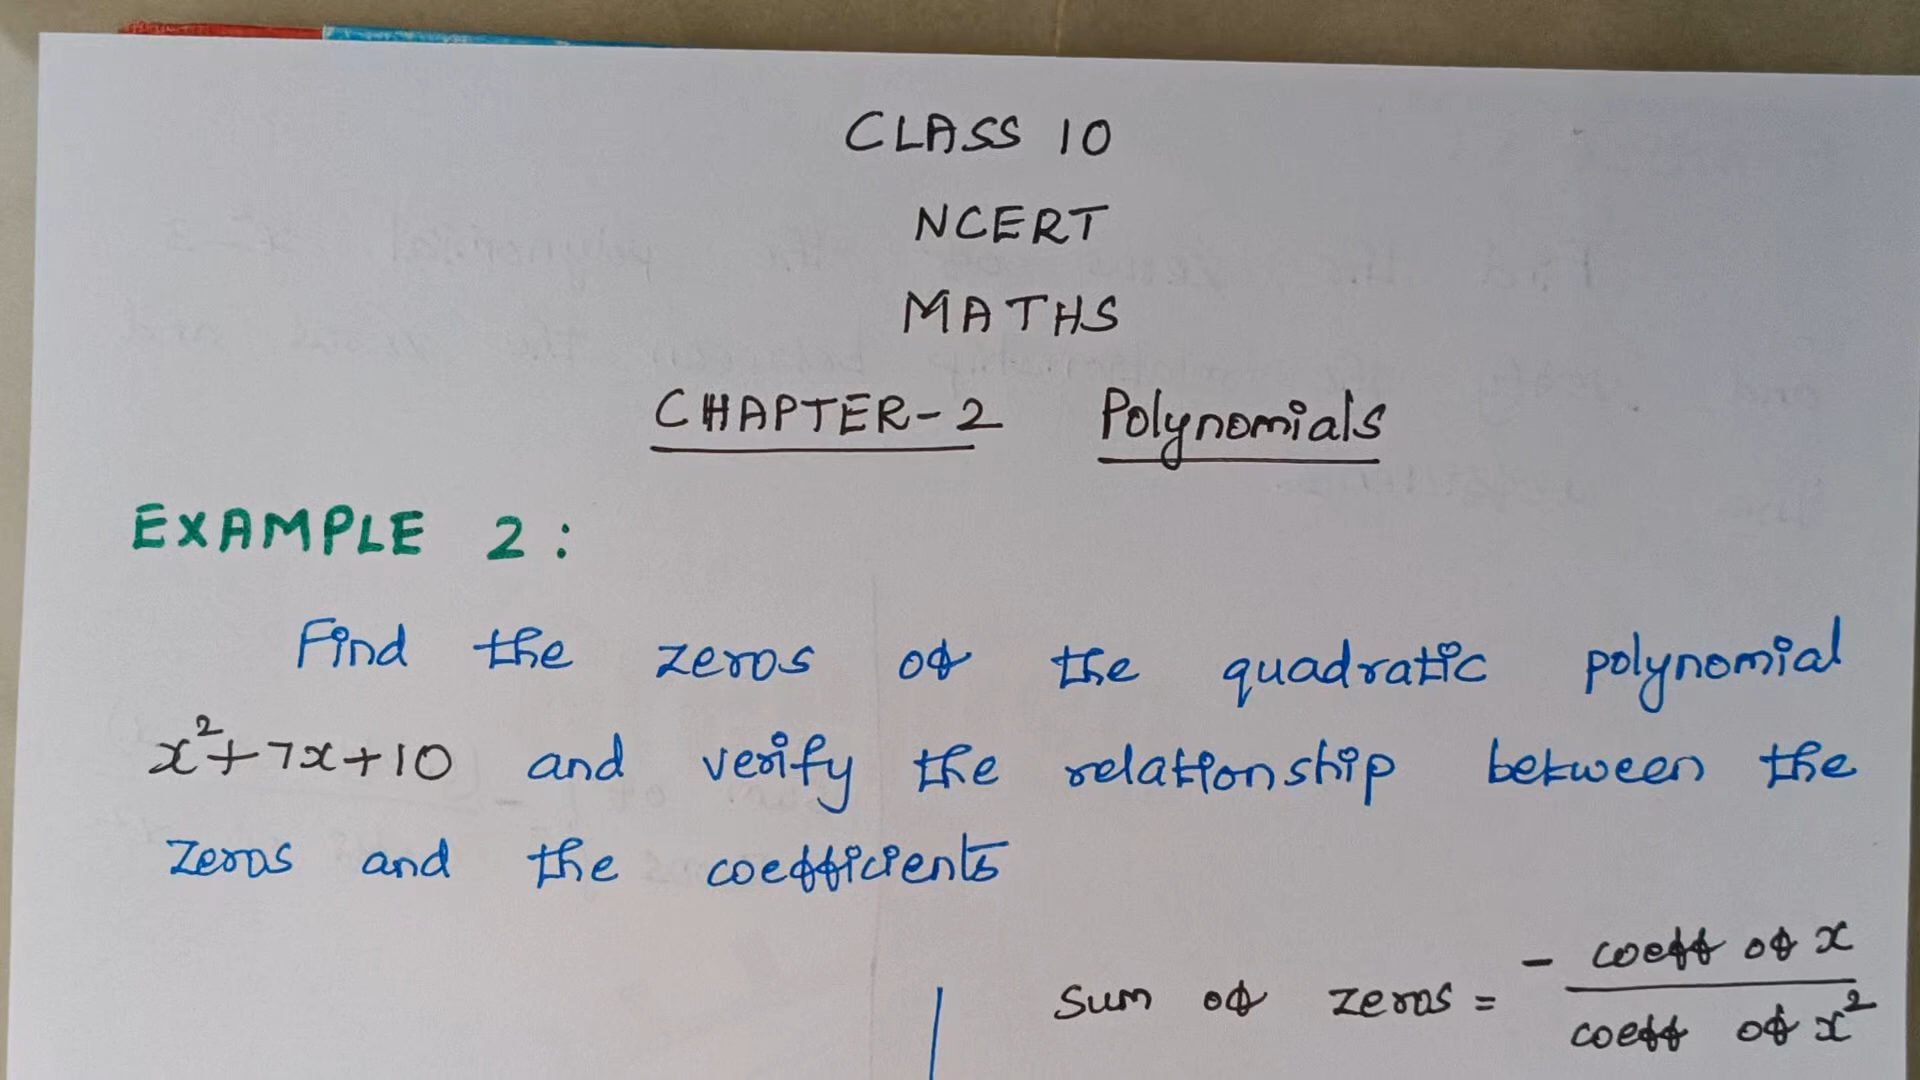 CLASS 10
NCERT
MATHS
CHAPTER-2 Polynomials
EXAMPLE 2:
Find the zeros of the quadratic polynomial
x²+7x+10 and verify the relationship between the
zeros and the coefficients
Sum of zeros = - coeff of x
coeff of x²